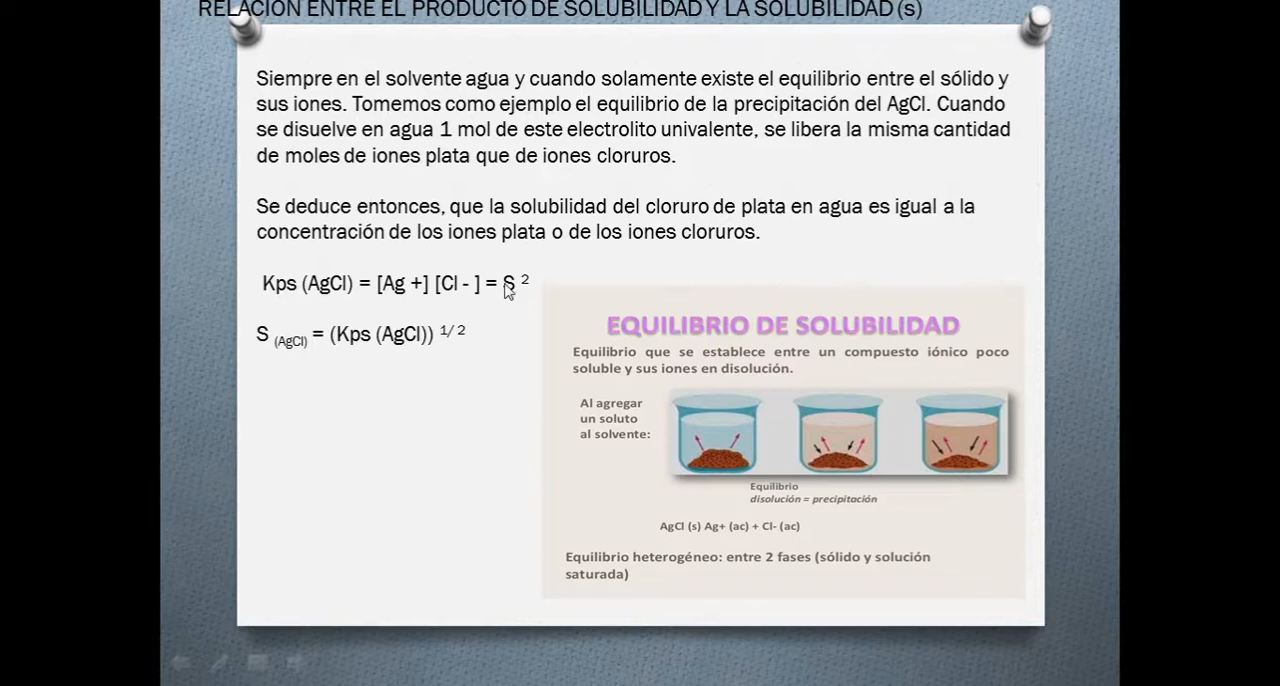 RELACION ENTRE EL PRODUCTO DE SOLUBILIDAD Y LA SOLUBILIDAD (s)
Siempre en el solvente agua y cuando solamente existe el equilibrio entre el sólido y
sus iones. Tomemos como ejemplo el equilibrio de la precipitación del AgCl. Cuando
se disuelve en agua 1 mol de este electrolito univalente, se libera la misma cantidad
de moles de iones plata que de iones cloruros.
Se deduce entonces, que la solubilidad del cloruro de plata en agua es igual a la
concentración de los iones plata o de los iones cloruros.
Kps (AgCl) = [Ag +] [Cl - ] = S ²
S (AgCl) = (Kps (AgCl)) 1/ 2
EQUILIBRIO DE SOLUBILIDAD
Equilibrio que se establece entre un compuesto iónico poco
soluble y sus iones en disolución.
Al agregar
un soluto
al solvente:
Equilibrio
disolución = precipitación
AgCl (s) Ag+ (ac) + Cl- (ac)
Equilibrio heterogéneo: entre 2 fases (sólido y solución
saturada)